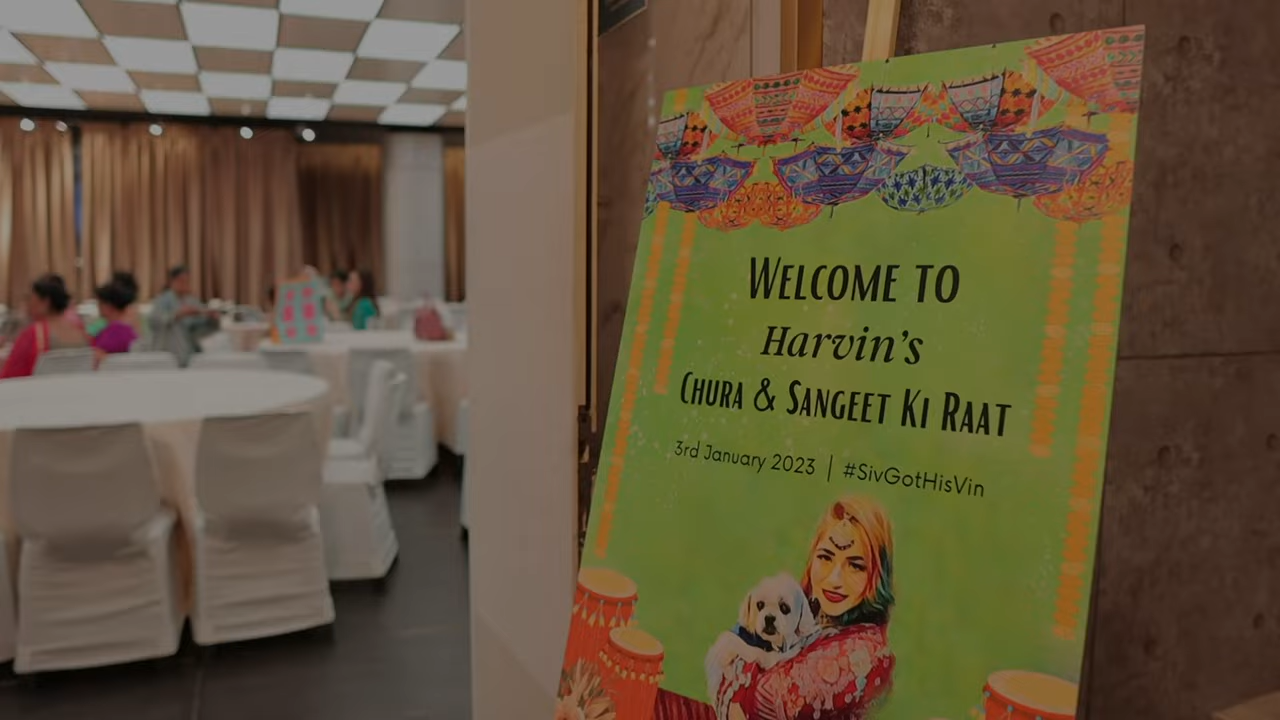 WELCOME TO
Harvin's
CHURA & SANGEET KI RAAT
3rd January 2023 | #SivGotHisVin